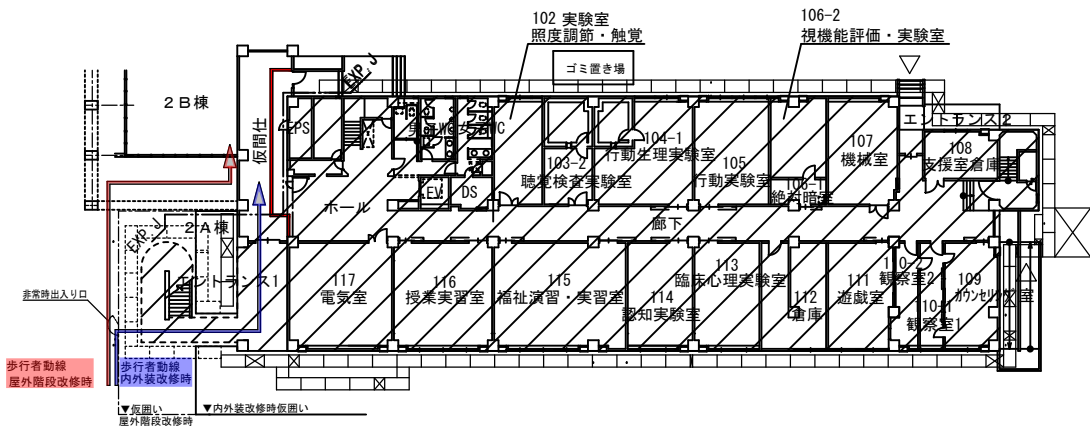 102 実験室
照度調節・触覚
106-2
視機能評価・実験室
ゴミ置き場
EXP.J
2B棟
仮間仕
EPS
男子WC
女子WC
エントランス2
103-2
聴覚検査実験室
104-1
行動生理実験室
105
行動実験室
106-1
絶対暗室
107
機械室
108
支援室倉庫
EV
DS
ホール
廊下
2A棟
EXP.J
エントランス1
117
電気室
116
授業実習室
115
福祉演習・実習室
114
認知実験室
113
臨床心理実験室
112
倉庫
111
遊戯室
110-2
観察室2
観察室1
109
カウンセリング室
非常時出入り口
歩行者動線
屋外階段改修時
歩行者動線
内外装改修時
▼仮囲い
屋外階段改修時
▼内外装改修時仮囲い